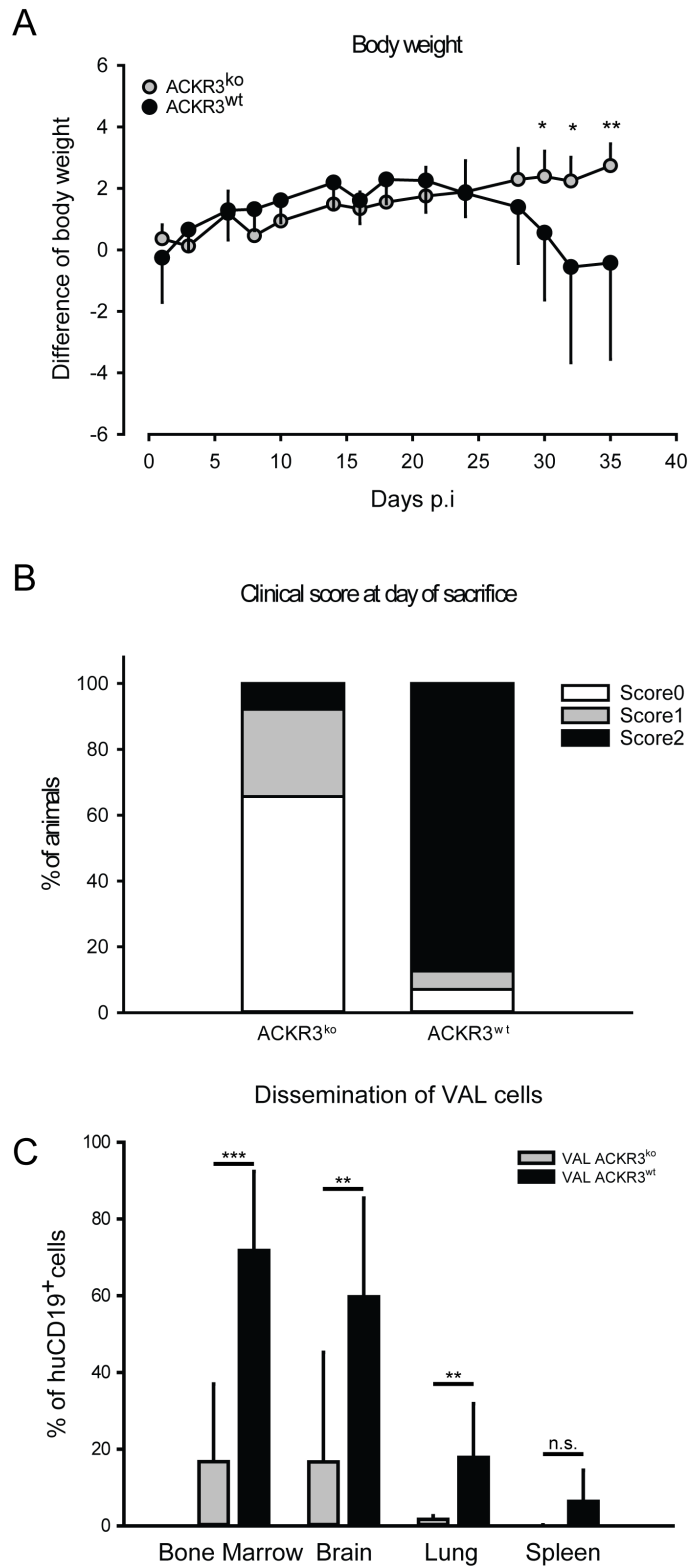 A
Body weight
6
4
2
0
-2
-4
-6
Difference of body weight
ACKR3ko
ACKR3wt
* * **
0 5 10 15 20 25 30 35 40
Days p.i
B
Clinical score at day of sacrifice
100
80
60
40
20
0
% of animals
Score0
Score1
Score2
ACKR3ko ACKR3wt
Dissemination of VAL cells
C
100
80
60
40
20
0
% of huCD19+ cells
VAL ACKR3ko
VAL ACKR3wt
***
**
**
n.s.
Bone Marrow Brain Lung Spleen